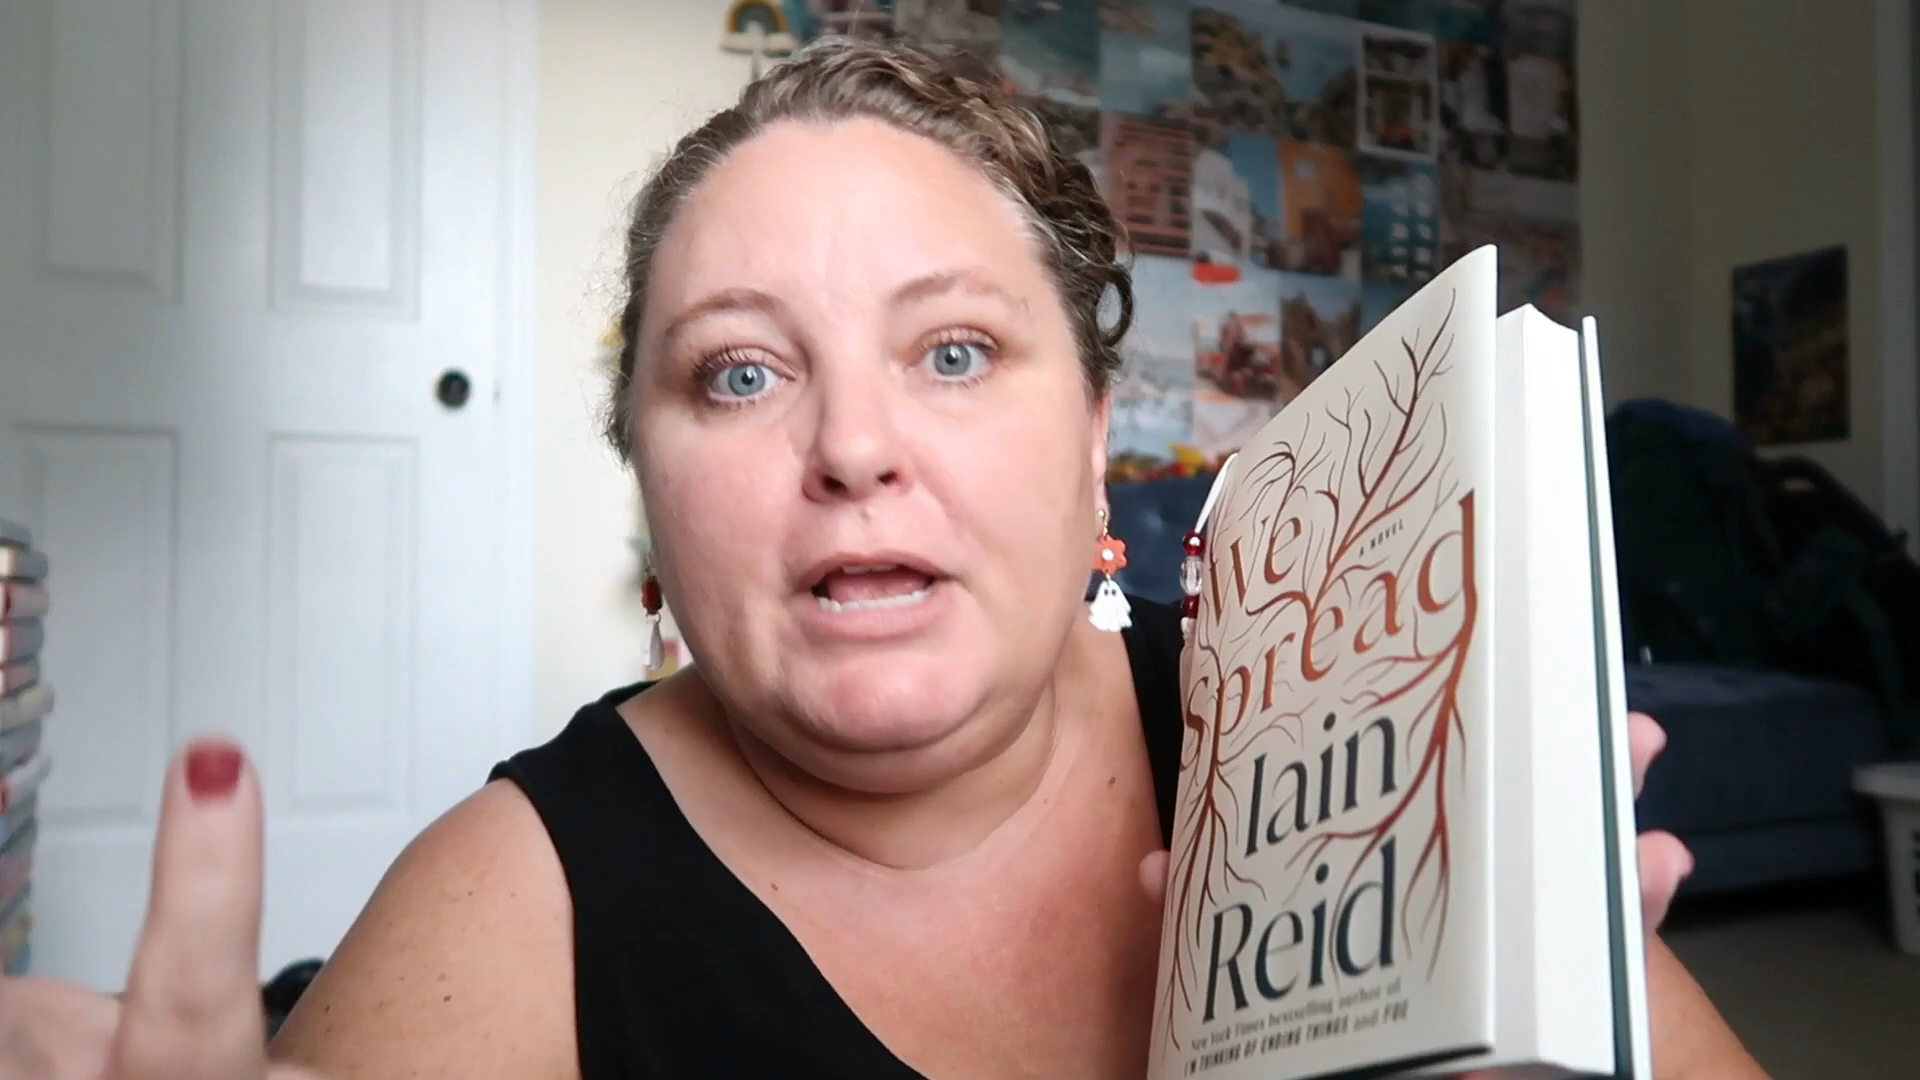 We
A NOVEL
Spread
Iain
Reid
New York Times bestselling author of
I'M THINKING OF ENDING THINGS and FOE